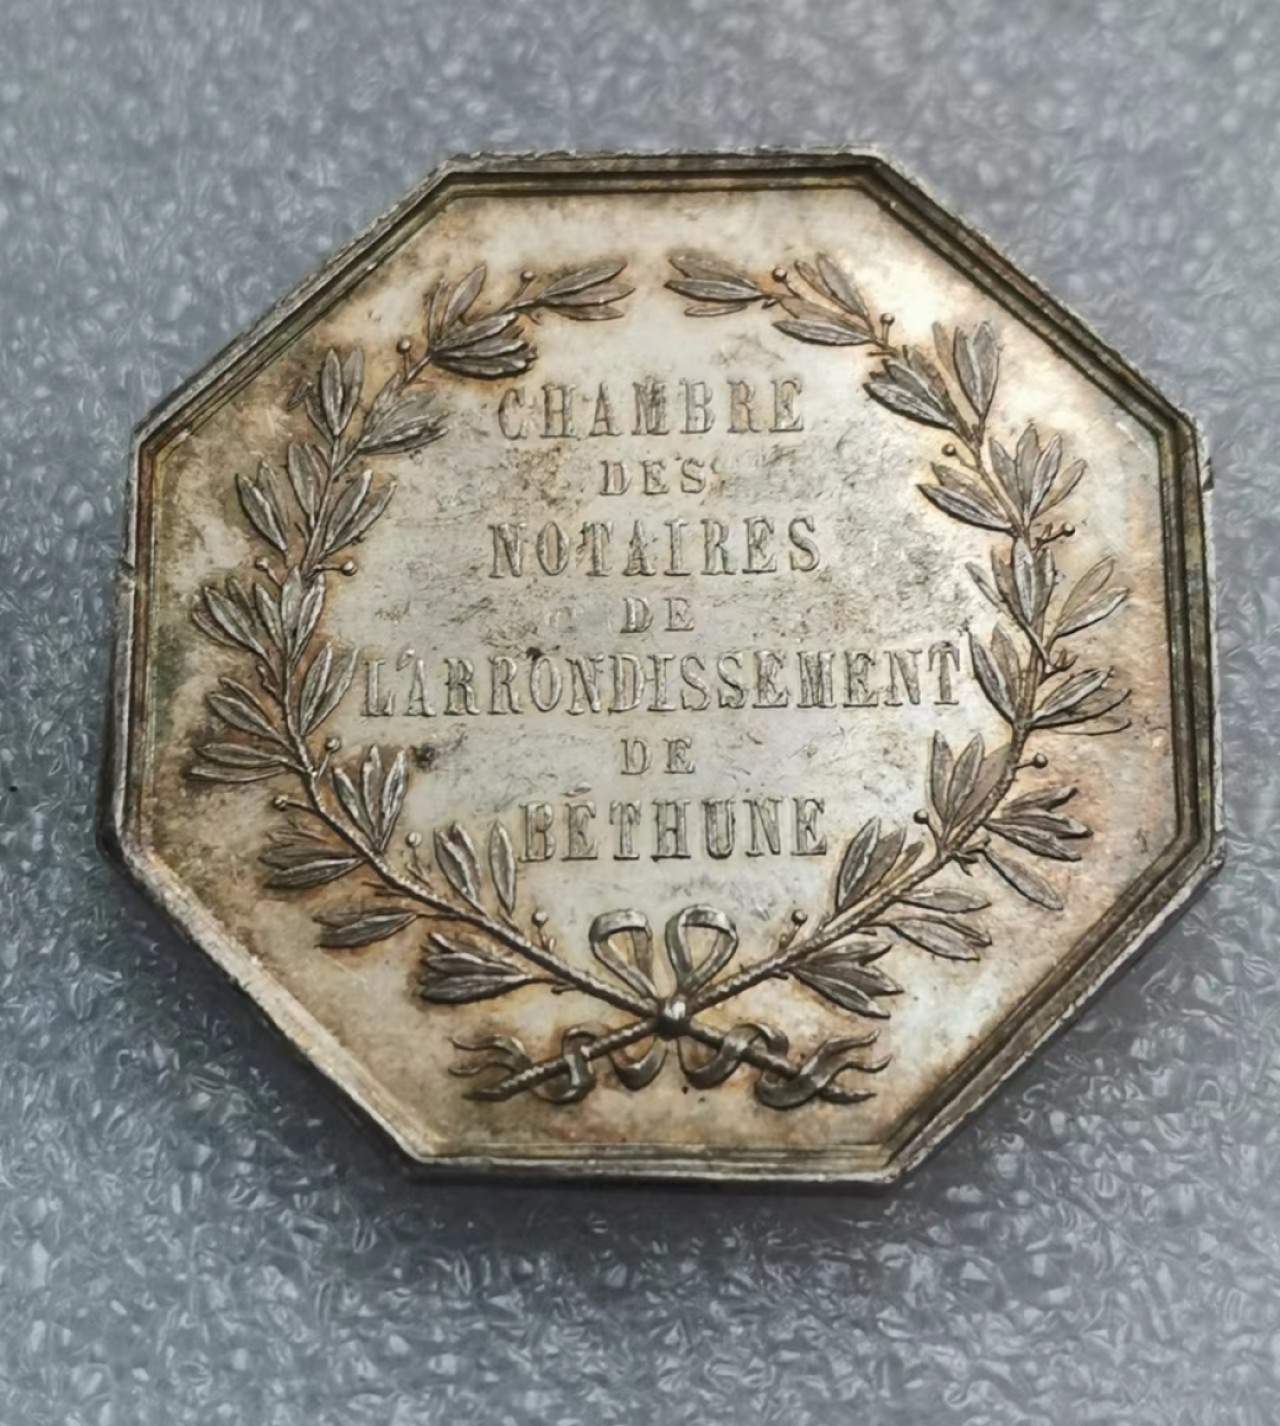 CHAMBRE
DES
NOTAIRES
DE
L'ARRONDISSEMENT
DE
BÉTHUNE